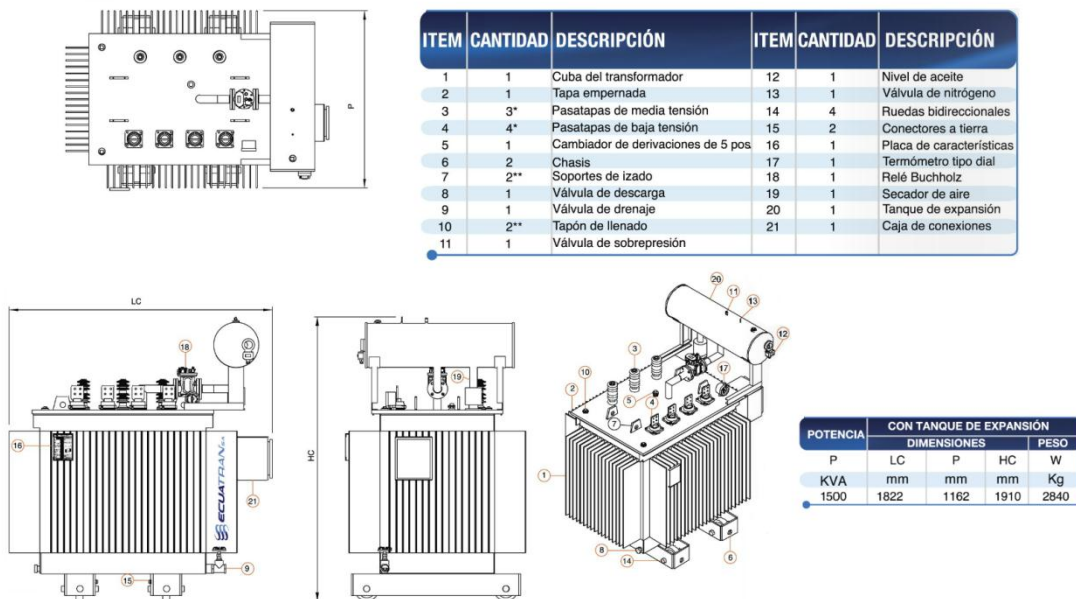 P
ITEM CANTIDAD DESCRIPCIÓN ITEM CANTIDAD DESCRIPCIÓN
1 1 Cuba del transformador 12 1 Nivel de aceite
2 1 Tapa empernada 13 1 Válvula de nitrógeno
3 3* Pasatapas de media tensión 14 4 Ruedas bidireccionales
4 4* Pasatapas de baja tensión 15 2 Conectores a tierra
5 1 Cambiador de derivaciones de 5 pos 16 1 Placa de características
6 2 Chasis 17 1 Termómetro tipo dial
7 2** Soportes de izado 18 1 Relé Buchholz
8 1 Válvula de descarga 19 1 Secador de aire
9 1 Válvula de drenaje 20 1 Tanque de expansión
10 2** Tapón de llenado 21 1 Caja de conexiones
11 1 Válvula de sobrepresión
LC
18
16
ECUATRAN S.A.
21
15
9
HC
19
20
11
13
12
3
17
10
2
5
4
7
1
8
14
6
POTENCIA CON TANQUE DE EXPANSIÓN
DIMENSIONES PESO
P LC P HC W
KVA mm mm mm Kg
1500 1822 1162 1910 2840